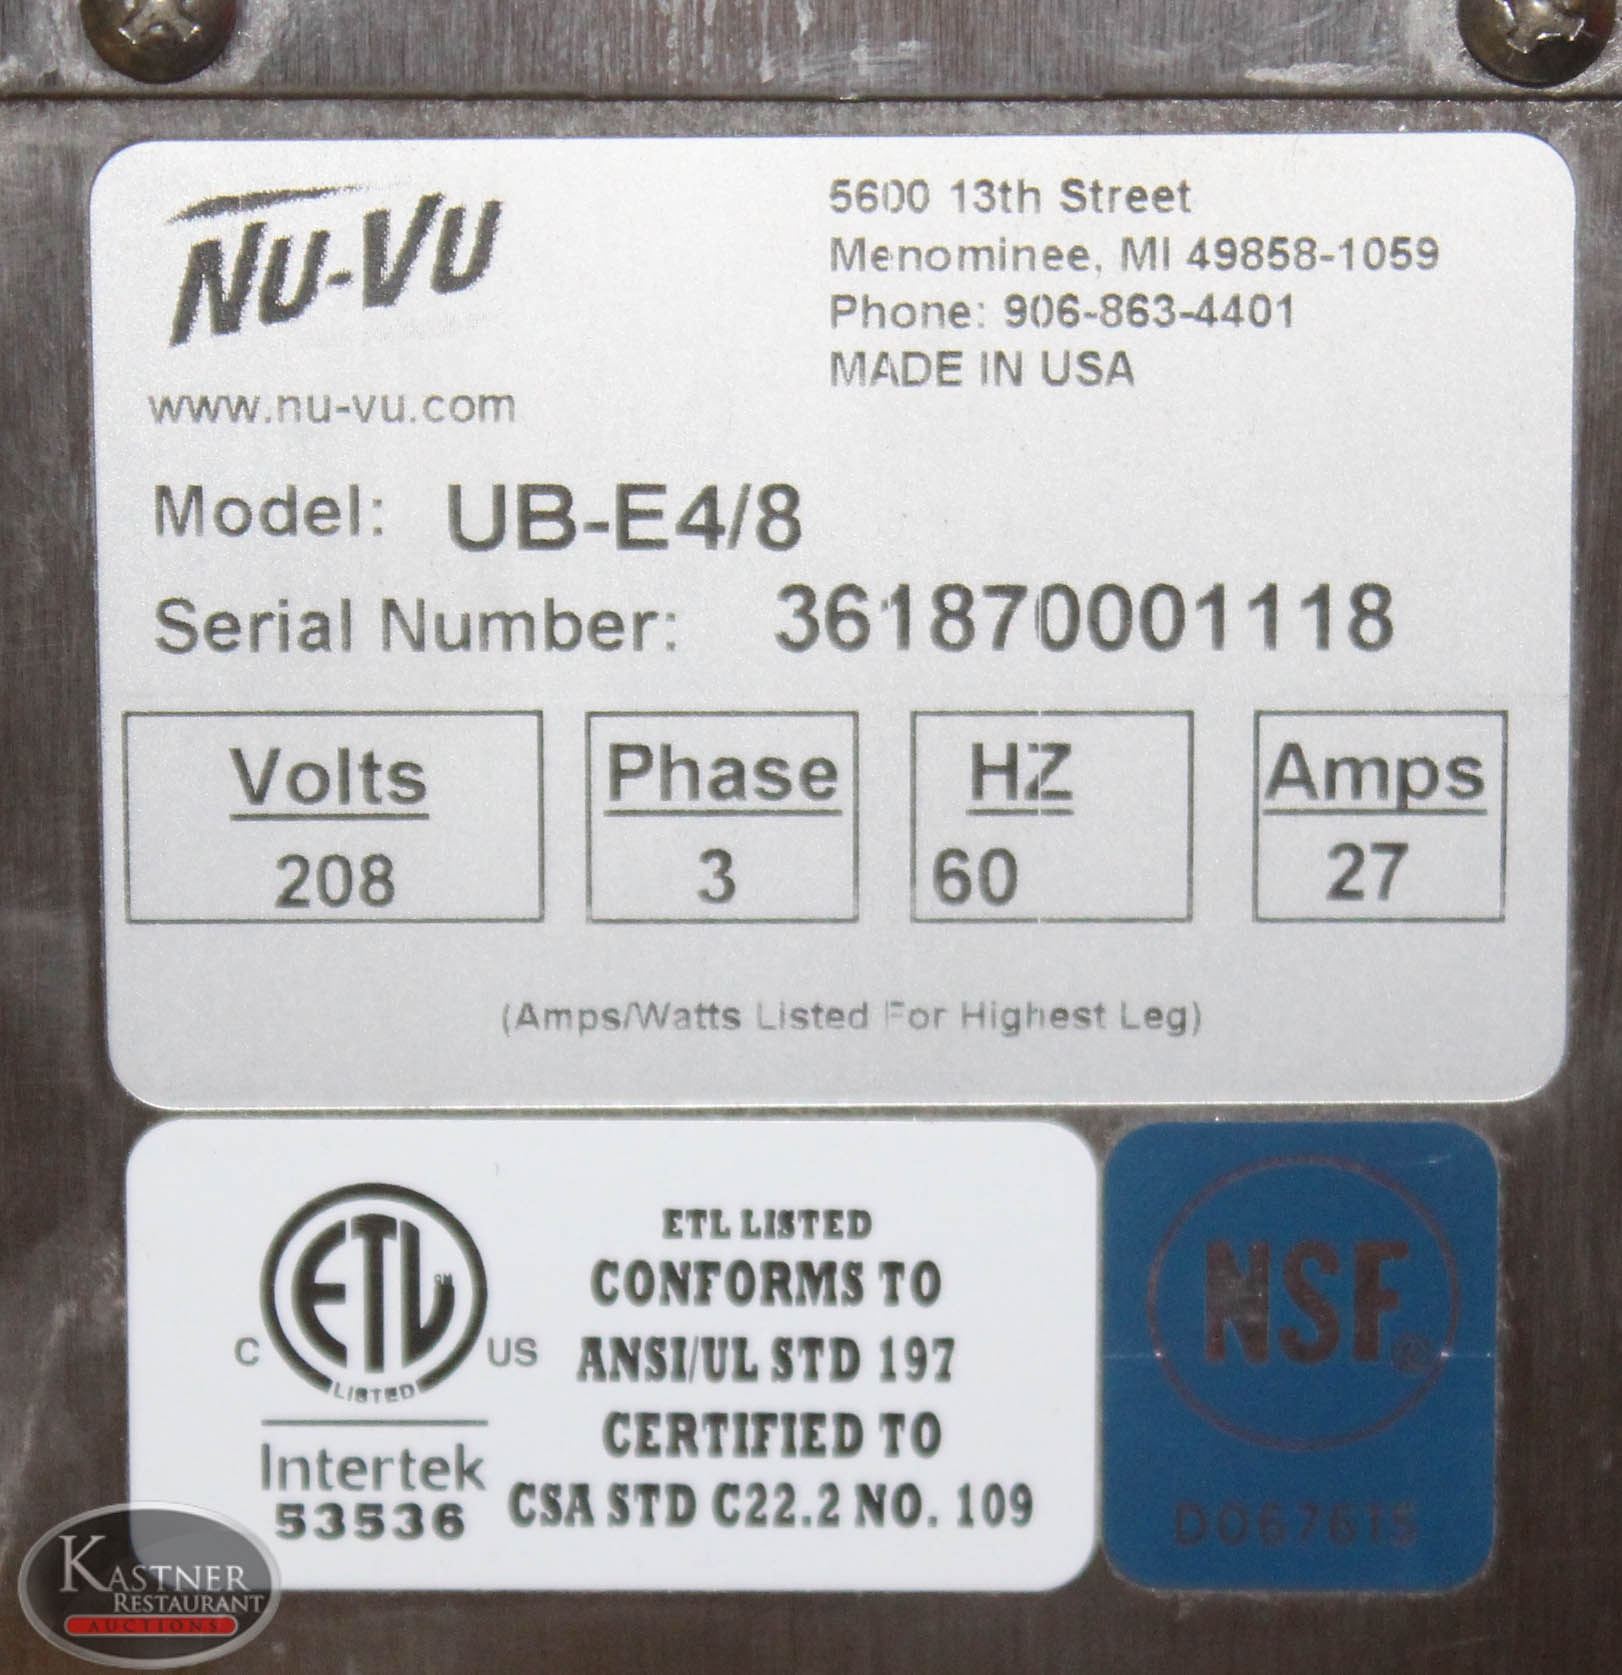 NU-VU
www.nu-vu.com
5600 13th Street
Menominee, MI 49858-1059
Phone: 906-863-4401
MADE IN USA
Model: UB-E4/8
Serial Number: 361870001118
Volts
208
Phase
3
HZ
60
Amps
27
(Amps/Watts Listed For Highest Leg)
ETL
LISTED
C US
Intertek
53536
ETL LISTED
CONFORMS TO
ANSI/UL STD 197
CERTIFIED TO
CSA STD C22.2 NO. 109
NSF®
KASTNER
RESTAURANT
AUCTIONS